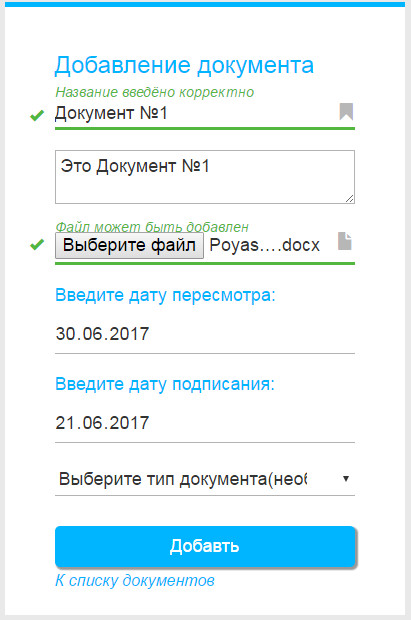 Добавление документа
Название введёно корректно
Документ №1
Это Документ №1
Файл может быть добавлен
Выберите файл Poyas....docx
Введите дату пересмотра:
30.06.2017
Введите дату подписания:
21.06.2017
Выберите тип документа(необ
Добавть
К списку документов